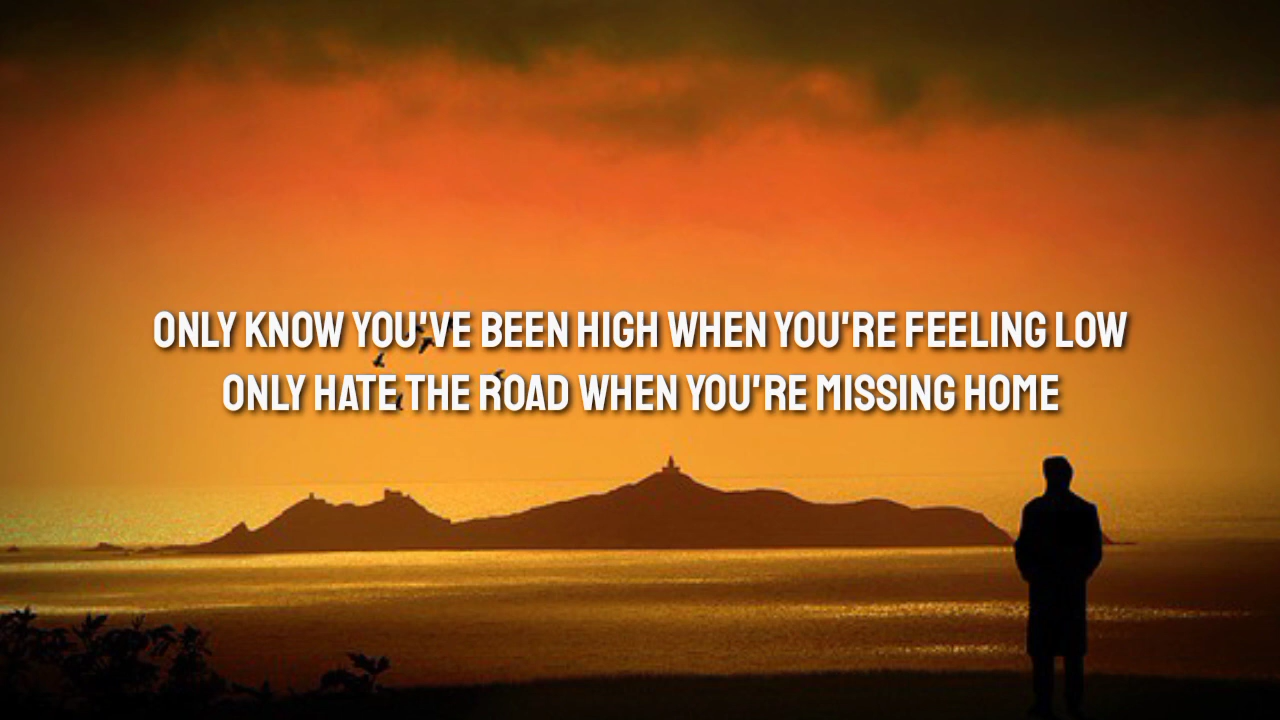 ONLY KNOW YOU'VE BEEN HIGH WHEN YOU'RE FEELING LOW
ONLY HATE THE ROAD WHEN YOU'RE MISSING HOME